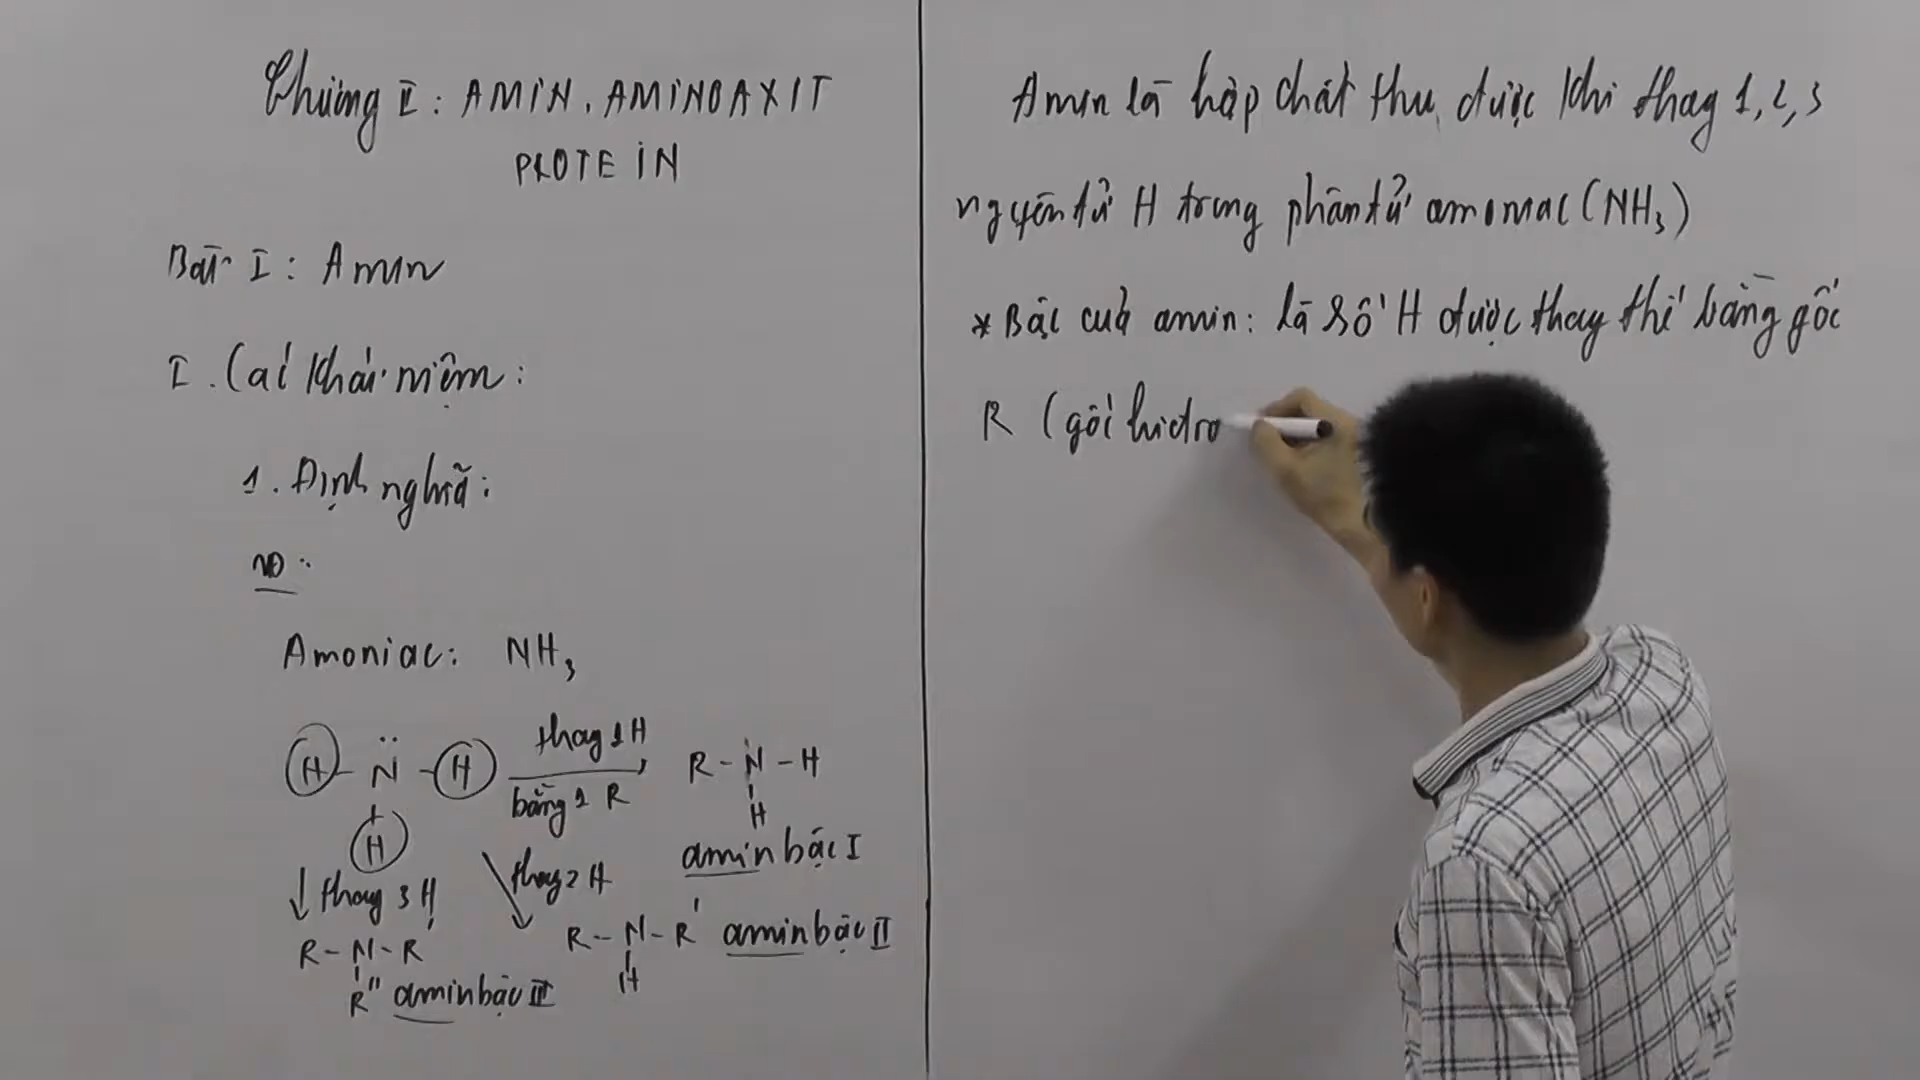 Chương II: AMIN, AMINOAXIT
PROTEIN
Bài I: Amin
I. Các khái niệm:
1. Định nghĩa:
VD:
Amoniac: NH₃
H - N̈ - H
H
thay 1 H
bằng 1 R
R - N - H
H
amin bậc I
thay 3 H
R - N - R'
R" amin bậc III
thay 2 H
R - N - R' amin bậc II
H
Amin là hợp chất thu được khi thay 1, 2, 3
nguyên tử H trong phân tử amoniac (NH₃)
* Bậc của amin: là số H được thay thế bằng gốc
R (gốc hidro